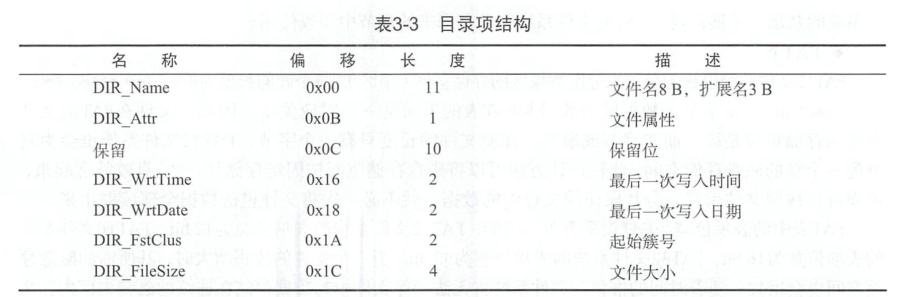 表3-3 目录项结构
名 称 偏 移 长 度 描 述
DIR_Name 0x00 11 文件名8 B，扩展名3 B
DIR_Attr 0x0B 1 文件属性
保留 0x0C 10 保留位
DIR_WrtTime 0x16 2 最后一次写入时间
DIR_WrtDate 0x18 2 最后一次写入日期
DIR_FstClus 0x1A 2 起始簇号
DIR_FileSize 0x1C 4 文件大小